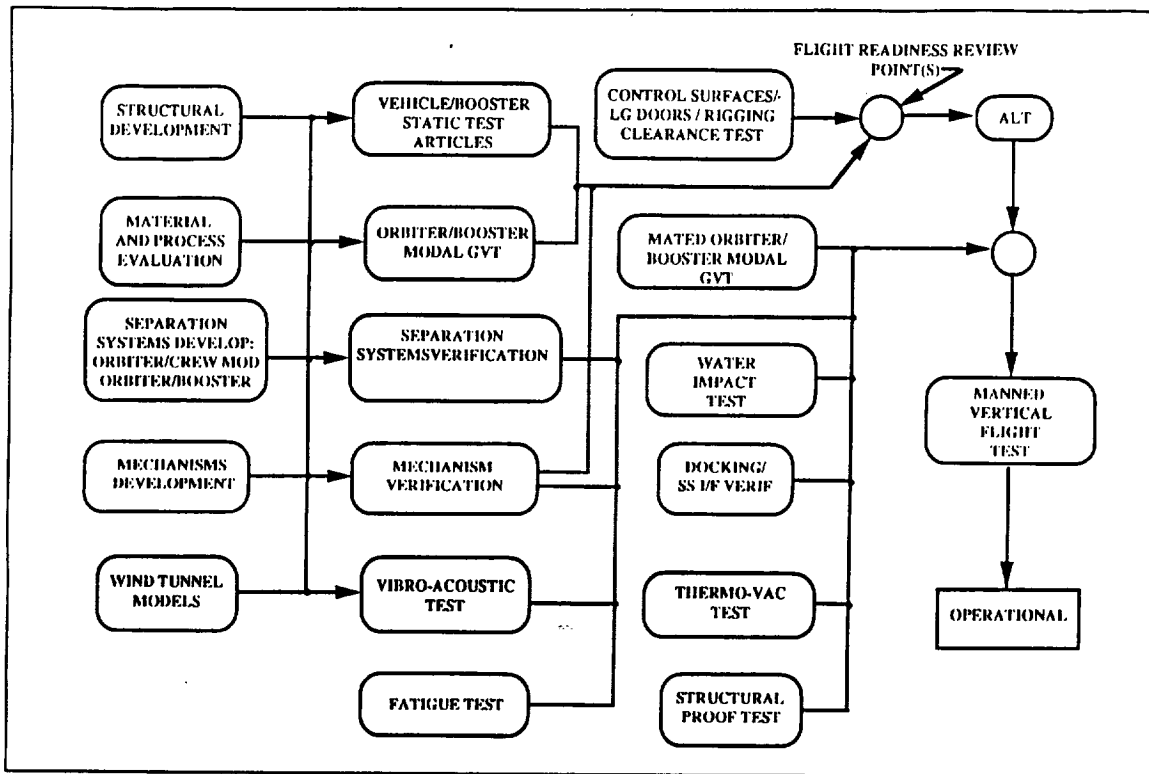 FLIGHT READINESS REVIEW
POINT(S)
STRUCTURAL
DEVELOPMENT
VEHICLE/BOOSTER
STATIC TEST
ARTICLES
CONTROL SURFACES/-
LG DOORS / RIGGING
CLEARANCE TEST
ALT
MATERIAL
AND PROCESS
EVALUATION
ORBITER/BOOSTER
MODAL GVT
MATED ORBITER/
BOOSTER MODAL
GVT
SEPARATION
SYSTEMS DEVELOP:
ORBITER/CREW MOD
ORBITER/BOOSTER
SEPARATION
SYSTEMSVERIFICATION
WATER
IMPACT
TEST
MANNED
VERTICAL
FLIGHT
TEST
MECHANISMS
DEVELOPMENT
MECHANISM
VERIFICATION
DOCKING/
SS I/F VERIF
WIND TUNNEL
MODELS
VIBRO-ACOUSTIC
TEST
THERMO-VAC
TEST
OPERATIONAL
FATIGUE TEST
STRUCTURAL
PROOF TEST